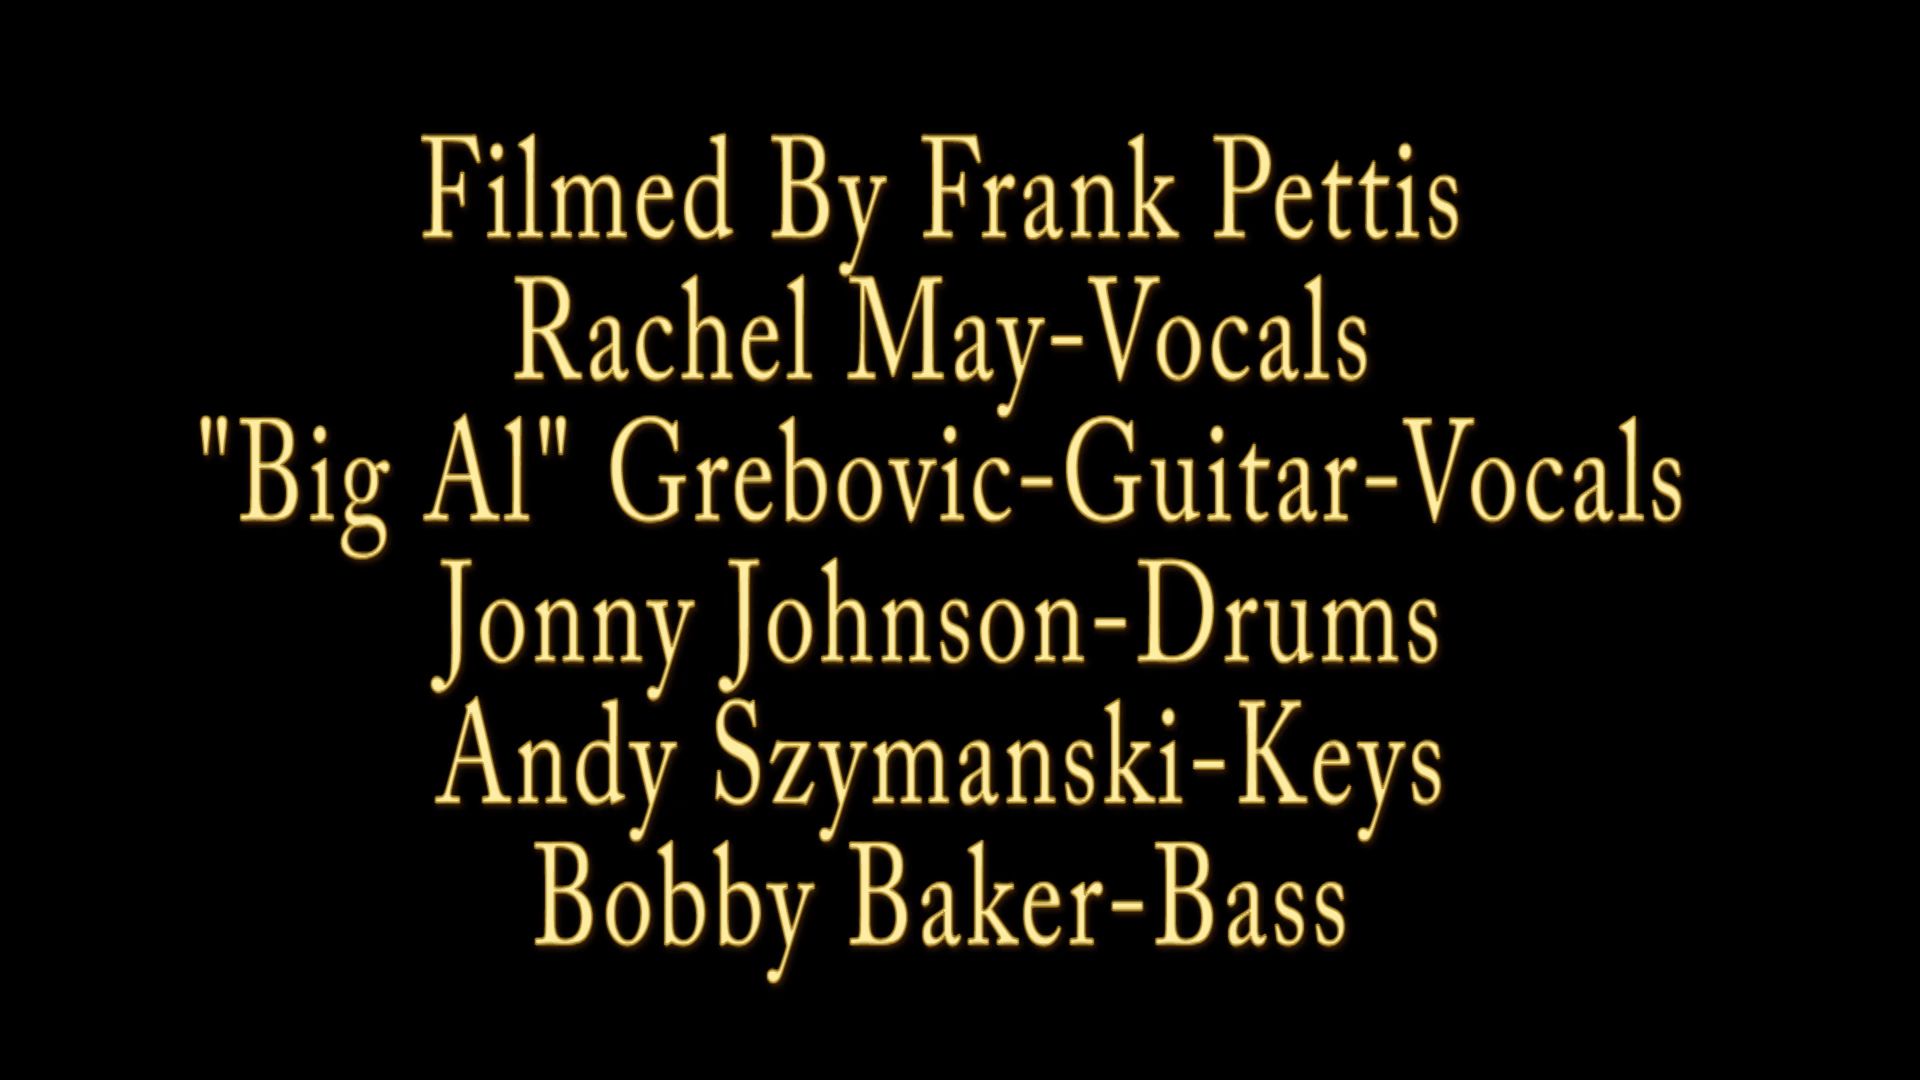 Filmed By Frank Pettis
Rachel May-Vocals
"Big Al" Grebovic-Guitar-Vocals
Jonny Johnson-Drums
Andy Szymanski-Keys
Bobby Baker-Bass